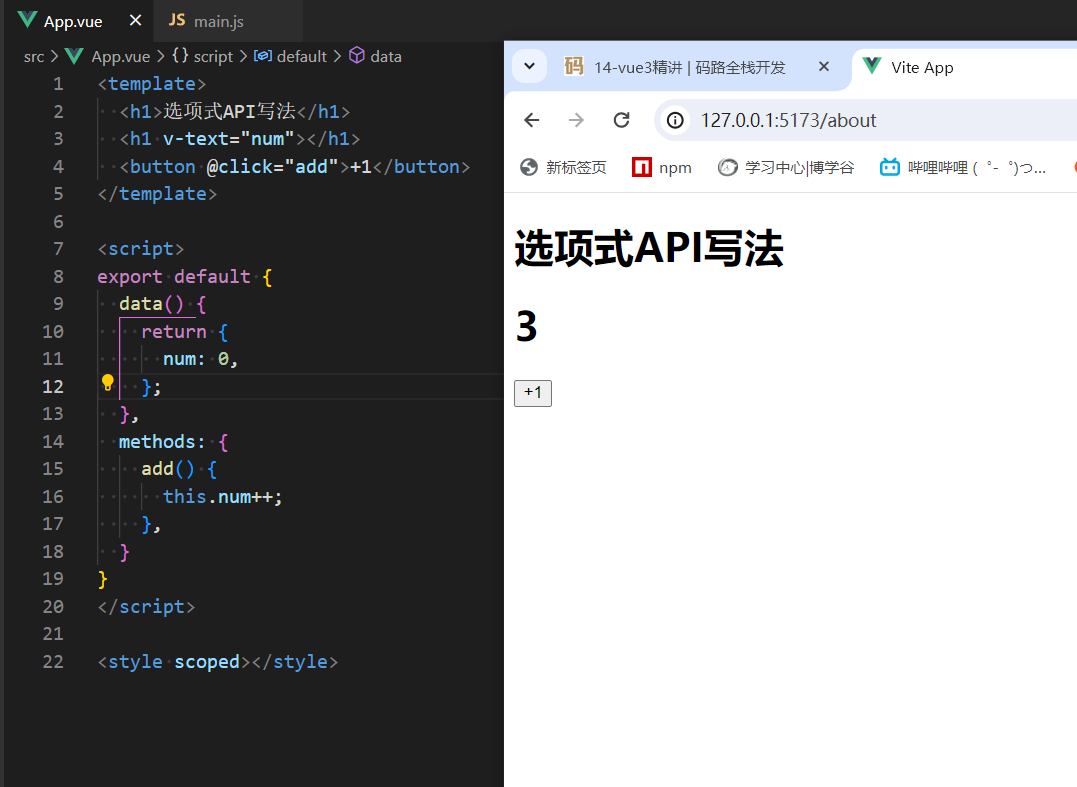 App.vue
JS main.js
src > App.vue > {} script > default > data
1 <template>
2 <h1>选项式API写法</h1>
3 <h1 v-text="num"></h1>
4 <button @click="add">+1</button>
5 </template>
6
7 <script>
8 export default {
9 data() {
10 return {
11 num: 0,
12 };
13 },
14 methods: {
15 add() {
16 this.num++;
17 },
18 }
19 }
20 </script>
21
22 <style scoped></style>
码 14-vue3精讲 | 码路全栈开发
Vite App
127.0.0.1:5173/about
新标签页 npm 学习中心|博学谷 哔哩哔哩 (゜-゜)つ...
选项式API写法
3
+1